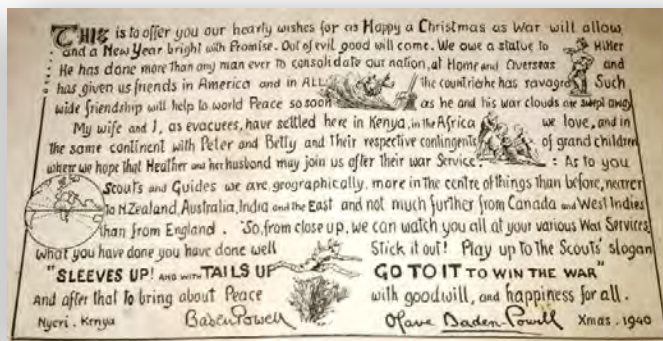 THIS is to offer you our hearty wishes for as Happy a Christmas as War will allow
and a New Year bright with Promise. Out of evil good will come. We owe a statue to Hitler
He has done more than any man ever to consolidate our nation, at Home and Overseas and
has given us friends in America and in ALL the countries he has ravaged Such
wide friendship will help to world Peace so soon as he and his war clouds are swept away
My wife and I, as evacuees, have settled here in Kenya, in the Africa we love, and in
the same continent with Peter and Betty and their respective contingents of grand children
where we hope that Heather and her husband may join us after their war Service. : As to you
Scouts and Guides we are, geographically, more in the centre of things than before, nearer
to N Zealand, Australia, India and the East and not much further from Canada and West Indies
than from England. So, from close up, we can watch you all at your various War Services,
What you have done you have done well Stick it out! Play up to the Scouts' slogan
"SLEEVES UP! AND WITH TAILS UP GO TO IT TO WIN THE WAR"
And after that to bring about Peace with goodwill, and happiness for all.
Nyeri. Kenya Baden Powell Olave Baden-Powell Xmas. 1940